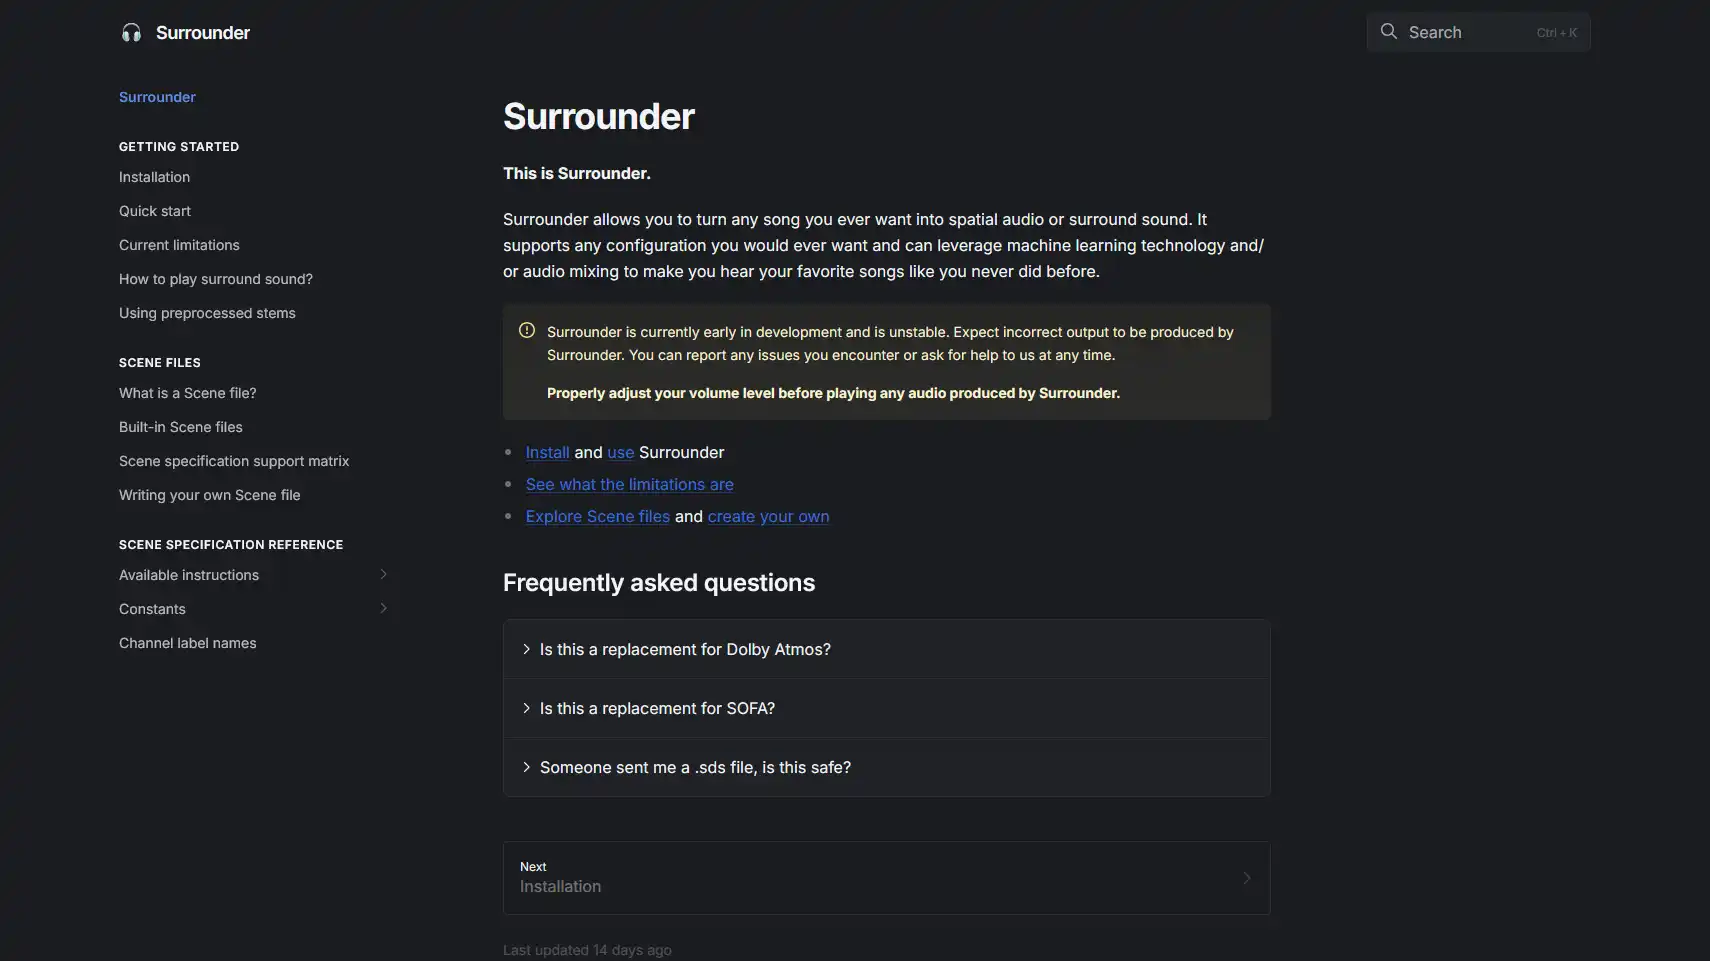 Surrounder
Search
Ctrl + K
Surrounder
GETTING STARTED
Installation
Quick start
Current limitations
How to play surround sound?
Using preprocessed stems
SCENE FILES
What is a Scene file?
Built-in Scene files
Scene specification support matrix
Writing your own Scene file
SCENE SPECIFICATION REFERENCE
Available instructions
Constants
Channel label names
Surrounder
This is Surrounder.
Surrounder allows you to turn any song you ever want into spatial audio or surround sound. It
supports any configuration you would ever want and can leverage machine learning technology and/
or audio mixing to make you hear your favorite songs like you never did before.
Surrounder is currently early in development and is unstable. Expect incorrect output to be produced by
Surrounder. You can report any issues you encounter or ask for help to us at any time.
Properly adjust your volume level before playing any audio produced by Surrounder.
Install and use Surrounder
See what the limitations are
Explore Scene files and create your own
Frequently asked questions
Is this a replacement for Dolby Atmos?
Is this a replacement for SOFA?
Someone sent me a .sds file, is this safe?
Next
Installation
Last updated 14 days ago